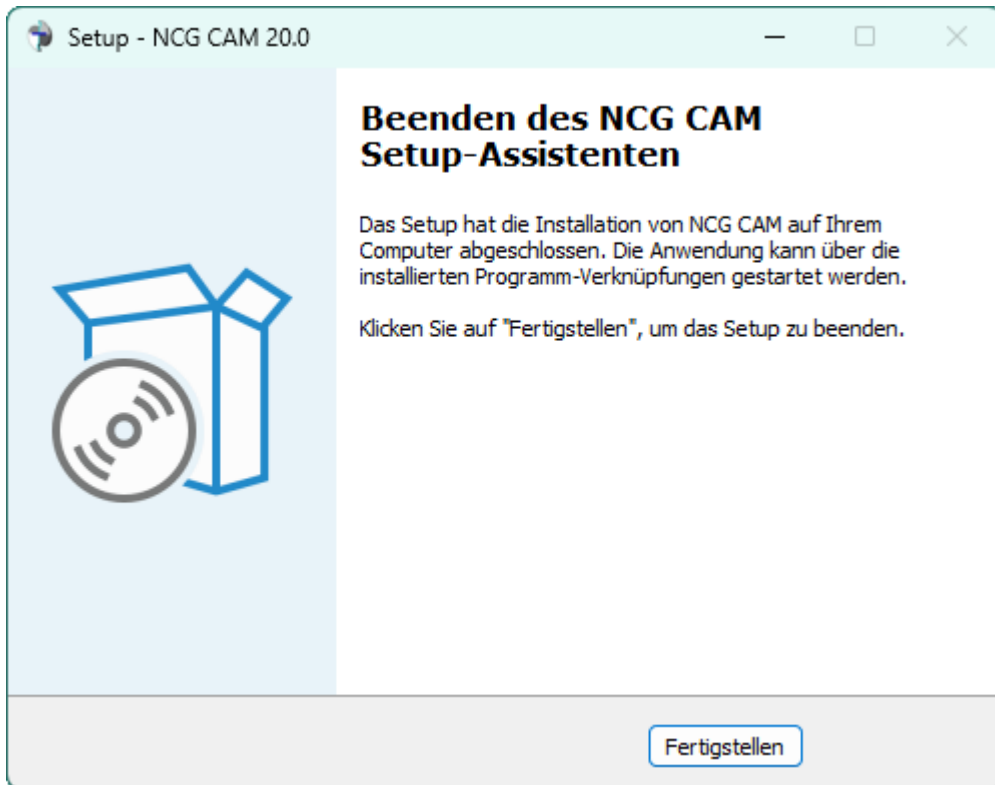 Setup - NCG CAM 20.0
Beenden des NCG CAM
Setup-Assistenten
Das Setup hat die Installation von NCG CAM auf Ihrem
Computer abgeschlossen. Die Anwendung kann über die
installierten Programm-Verknüpfungen gestartet werden.
Klicken Sie auf "Fertigstellen", um das Setup zu beenden.
Fertigstellen